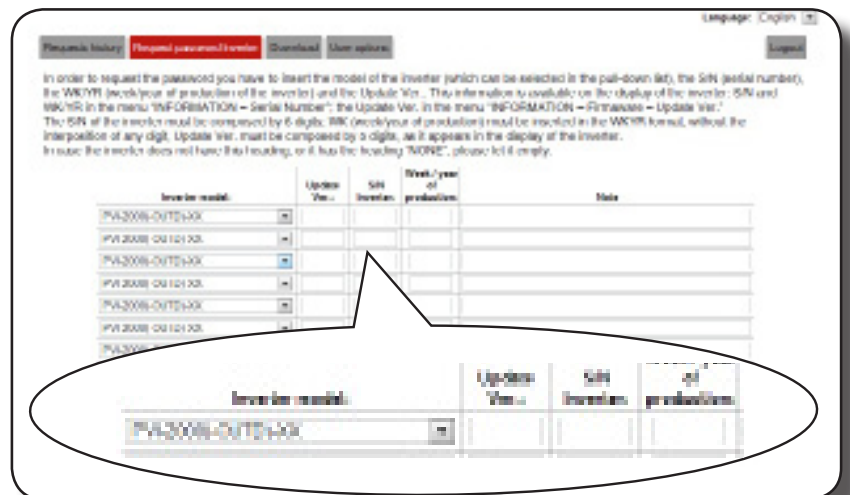 Language: English
Requests history Request password Inverter Download User options Logout
In order to request the password you have to insert the model of the inverter (which can be selected in the pull-down list), the S/N (serial number),
the WK/YR (week/year of production of the inverter) and the Update Ver.. This information is available on the display of the inverter: S/N and
WK/YR in the menu "INFORMATION – Serial Number"; the Update Ver. in the menu "INFORMATION – Firmware – Update Ver."
The S/N of the inverter must be composed by 6 digits; WK (week/year of production) must be inserted in the WKYR format, without the
interposition of any digit, Update Ver. must be composed by 5 digits, as it appears in the display of the inverter.
In case the inverter does not have this heading, or it has the heading "NONE", please let it empty.
Inverter model: Update Ver.: S/N Inverter: Week / year of production: Note
PVI-2000(-OUTD)-XX
PVI-2000(-OUTD)-XX
PVI-2000(-OUTD)-XX
PVI-2000(-OUTD)-XX
PVI-2000(-OUTD)-XX
PVI-2000(-OUTD)-XX
Update S/N of
Inverter model: Ver.: Inverter: production:
PVI-2000(-OUTD)-XX